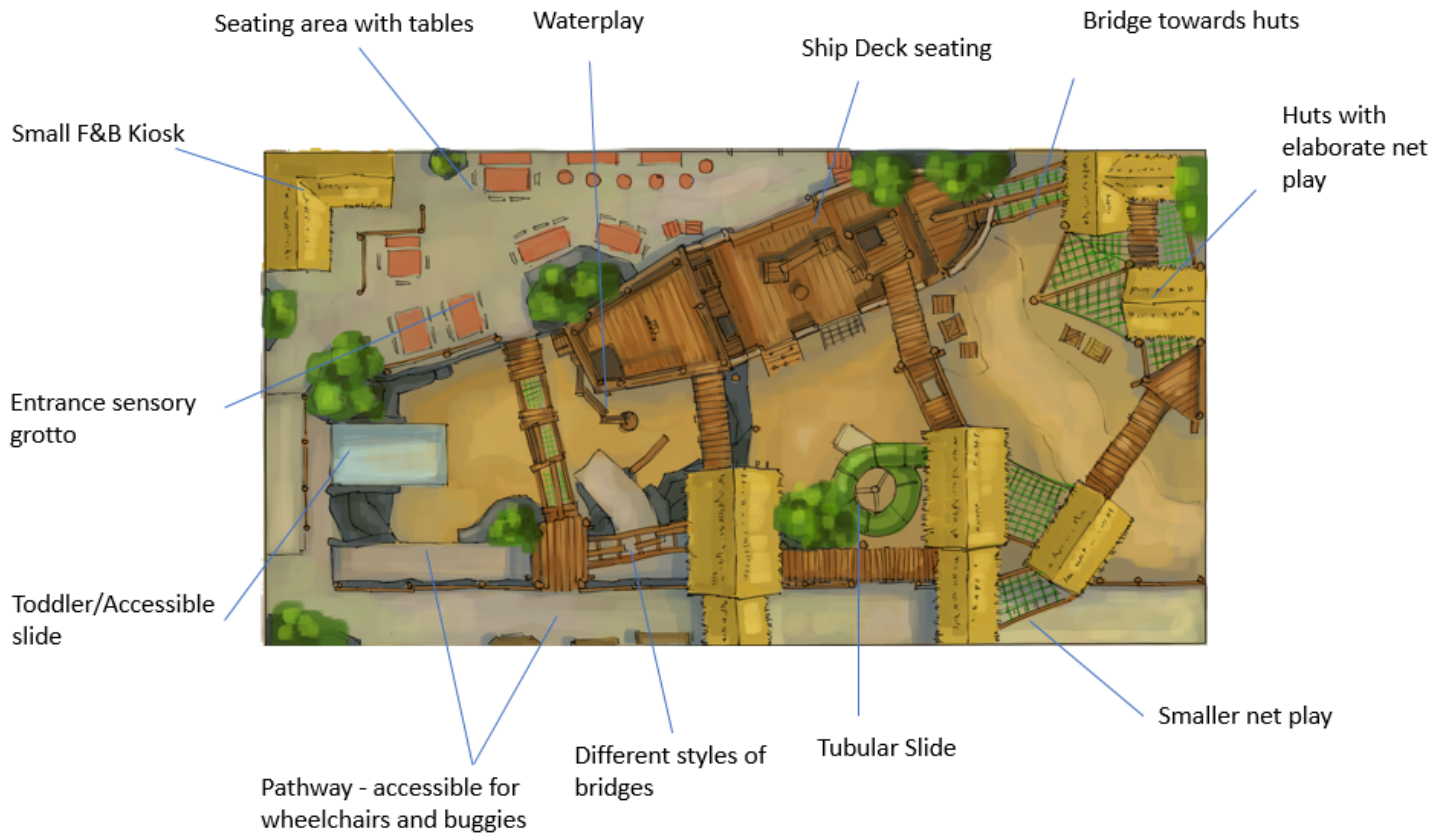 Seating area with tables
Waterplay
Ship Deck seating
Bridge towards huts
Small F&B Kiosk
Huts with
elaborate net
play
Entrance sensory
grotto
Toddler/Accessible
slide
Pathway - accessible for
wheelchairs and buggies
Different styles of
bridges
Tubular Slide
Smaller net play